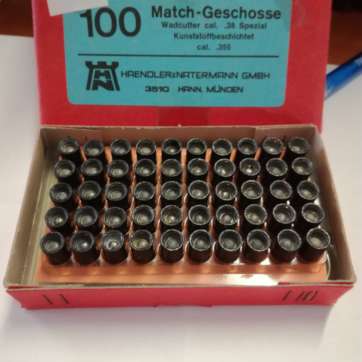 100
Match-Geschosse
Wadcutter cal. .38 Spezial
Kunststoffbeschichtet
cal. .355
HAENDLER & NATERMANN GMBH
3510 HANN. MÜNDEN